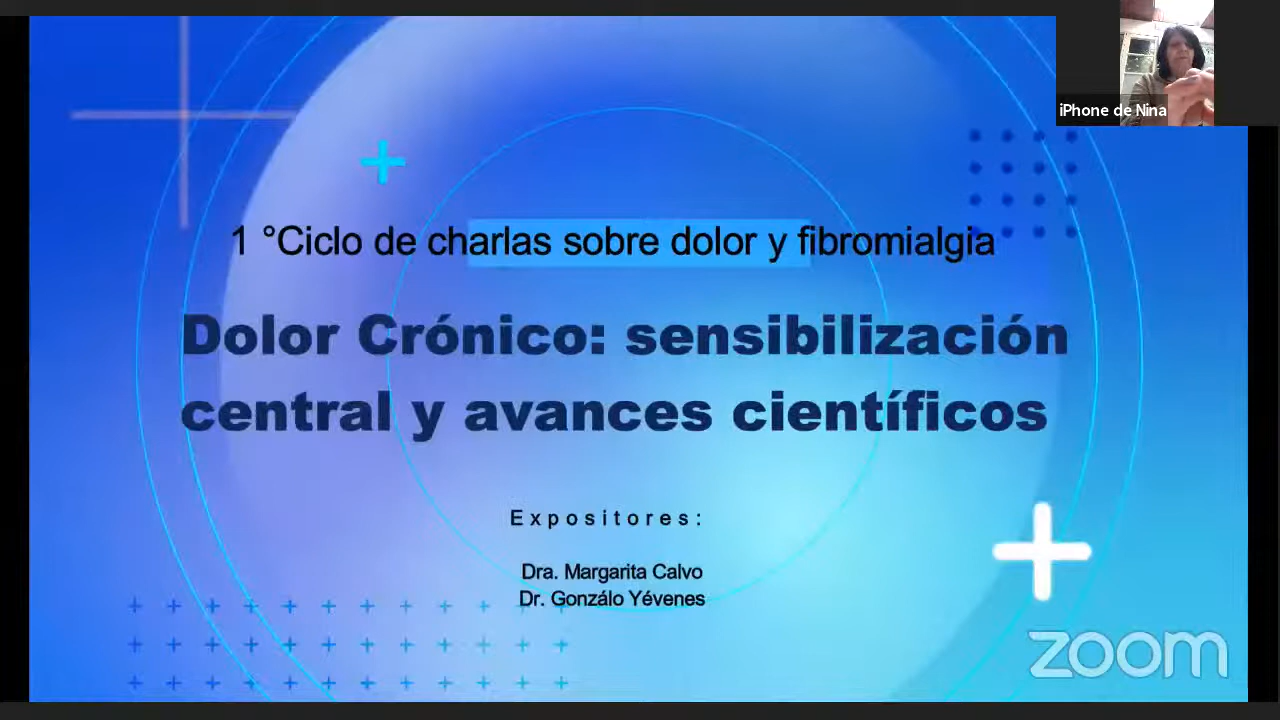 iPhone de Nina
1 °Ciclo de charlas sobre dolor y fibromialgia
Dolor Crónico: sensibilización
central y avances científicos
Expositores:
Dra. Margarita Calvo
Dr. Gonzálo Yévenes
zoom